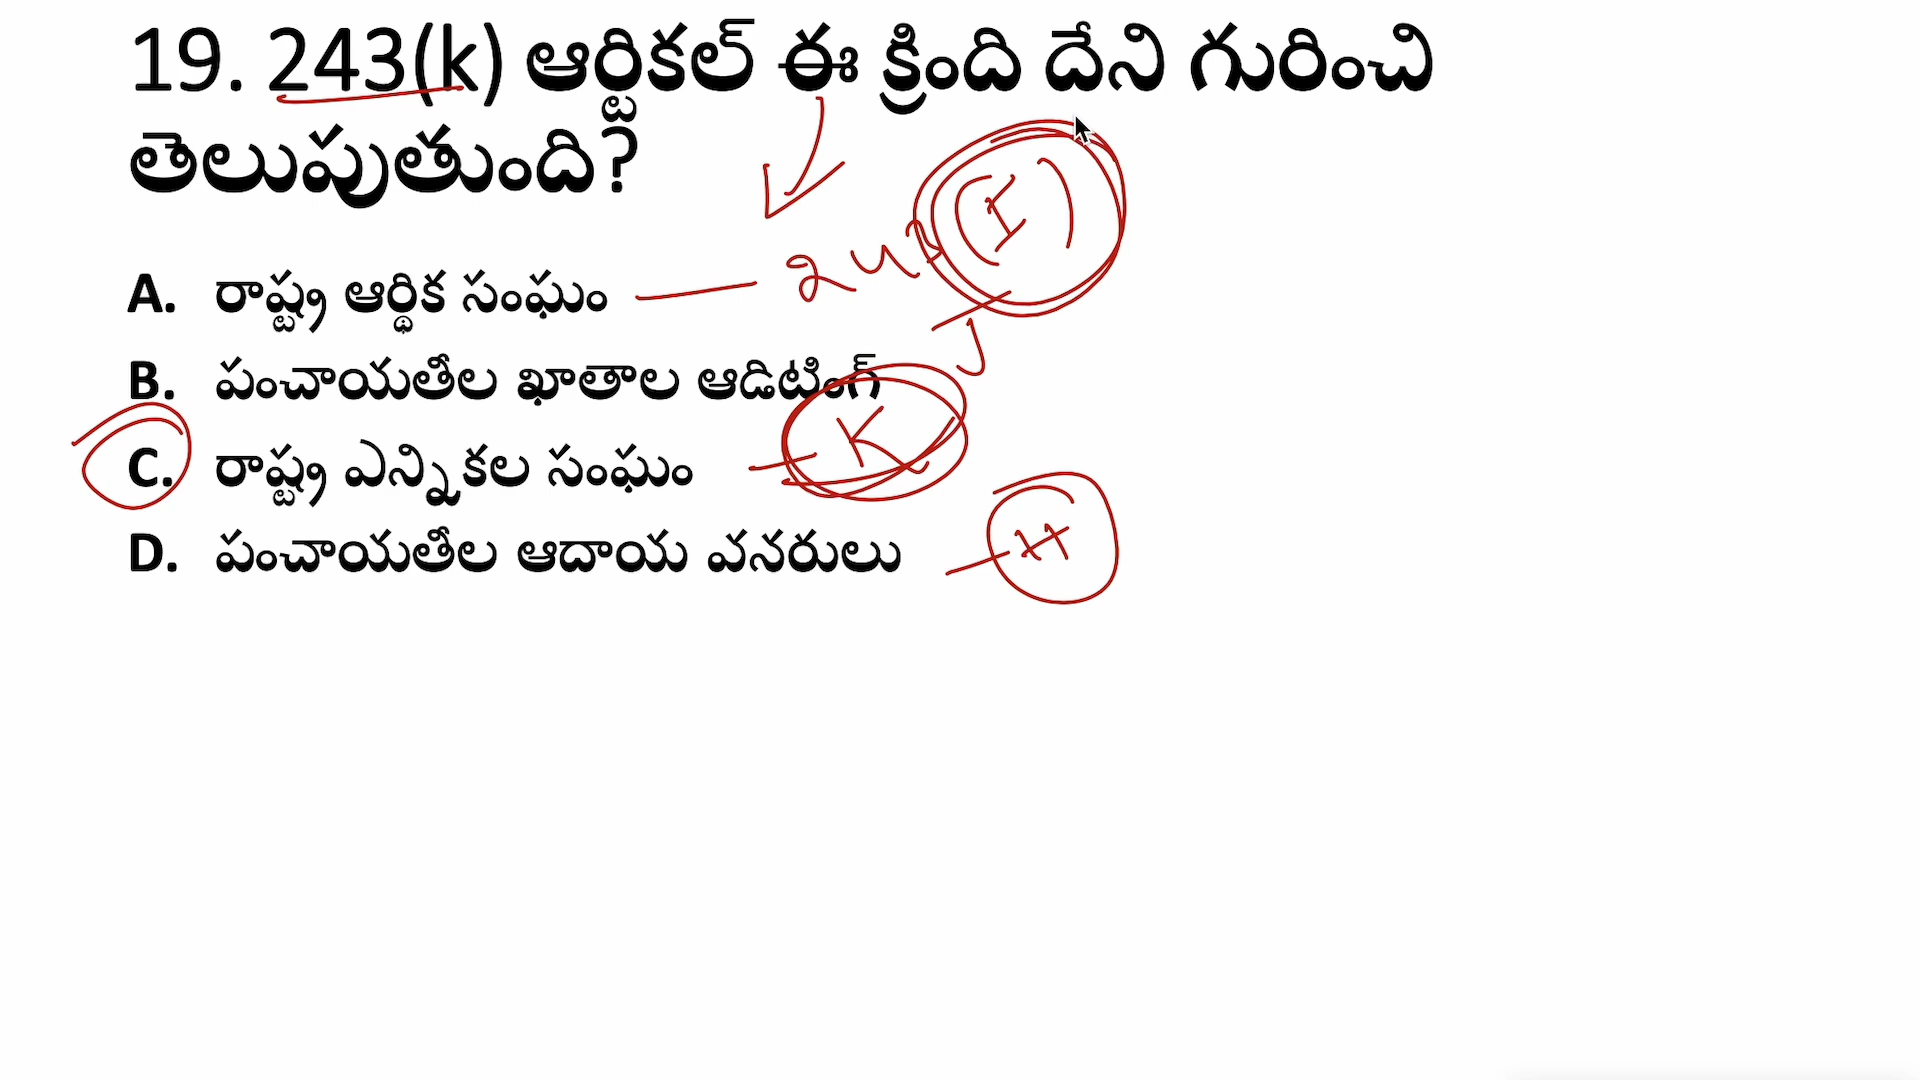 19. 243(k) ఆర్టికల్ ఈ క్రింది దేని గురించి
తెలుపుతుంది?
A. రాష్ట్ర ఆర్థిక సంఘం — 243 (I)
B. పంచాయతీల ఖాతాల ఆడిటింగ్ - J
C. రాష్ట్ర ఎన్నికల సంఘం - K
D. పంచాయతీల ఆదాయ వనరులు - H